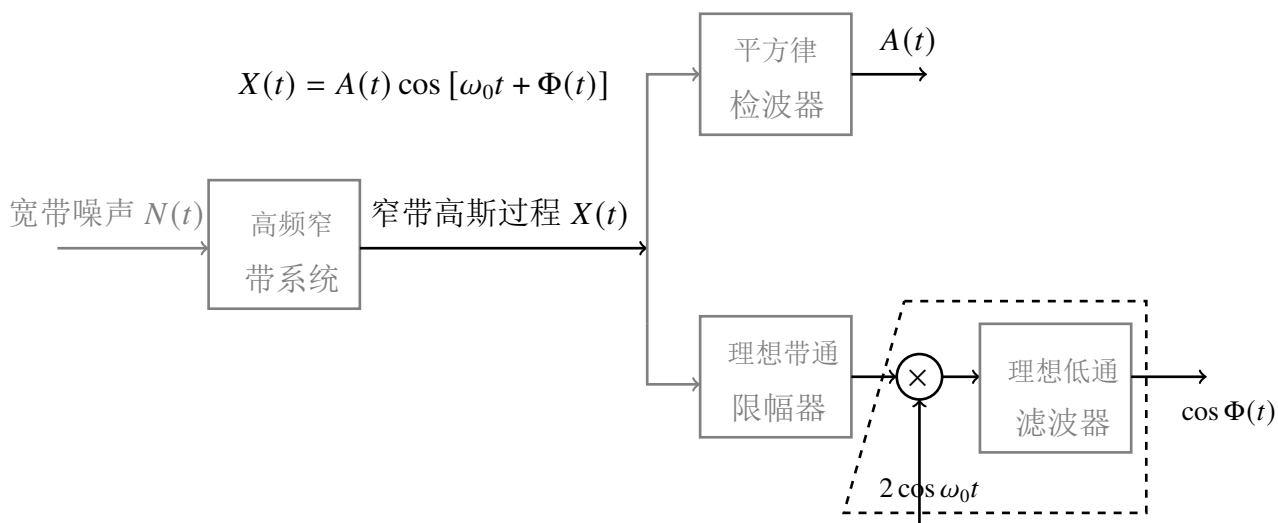 平方律
检波器
A(t)
X(t) = A(t) cos [ω₀t + Φ(t)]
宽带噪声 N(t)
高频窄
带系统
窄带高斯过程 X(t)
理想带通
限幅器
×
理想低通
滤波器
cos Φ(t)
2 cos ω₀t